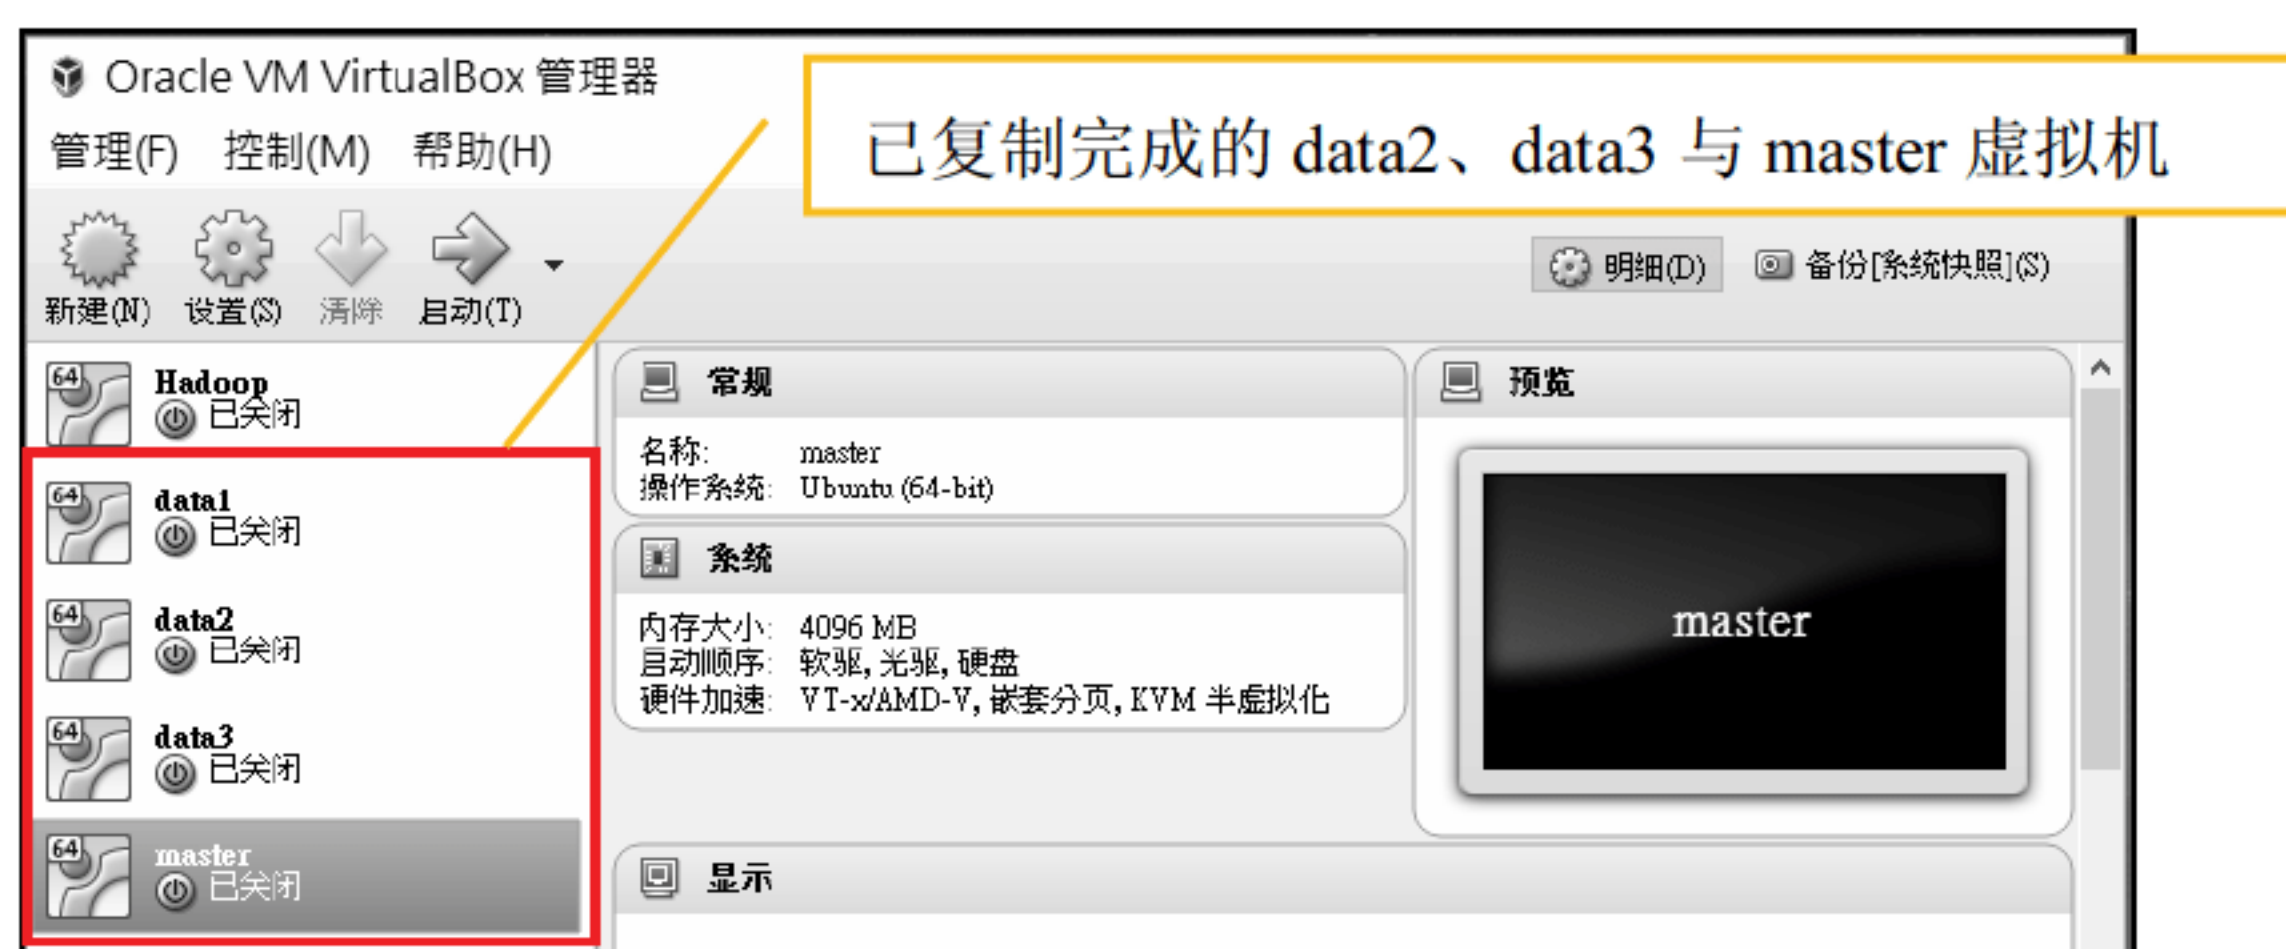 Oracle VM VirtualBox 管理器
已复制完成的 data2、data3 与 master 虚拟机
管理(F) 控制(M) 帮助(H)
新建(N) 设置(S) 清除 启动(T)
明细(D) 备份[系统快照](S)
64 Hadoop
已关闭
64 data1
已关闭
64 data2
已关闭
64 data3
已关闭
64 master
已关闭
常规
名称: master
操作系统: Ubuntu (64-bit)
系统
内存大小: 4096 MB
启动顺序: 软驱, 光驱, 硬盘
硬件加速: VT-x/AMD-V, 嵌套分页, KVM 半虚拟化
预览
master
显示